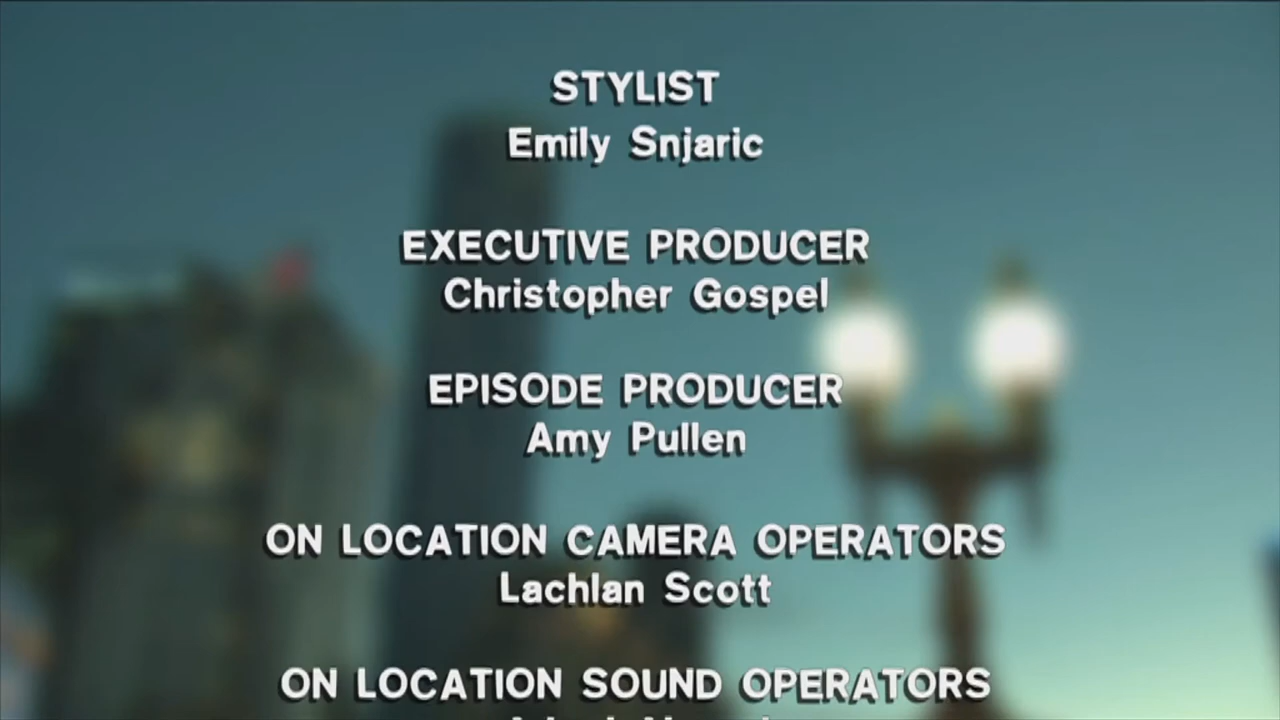 STYLIST
Emily Snjaric
EXECUTIVE PRODUCER
Christopher Gospel
EPISODE PRODUCER
Amy Pullen
ON LOCATION CAMERA OPERATORS
Lachlan Scott
ON LOCATION SOUND OPERATORS